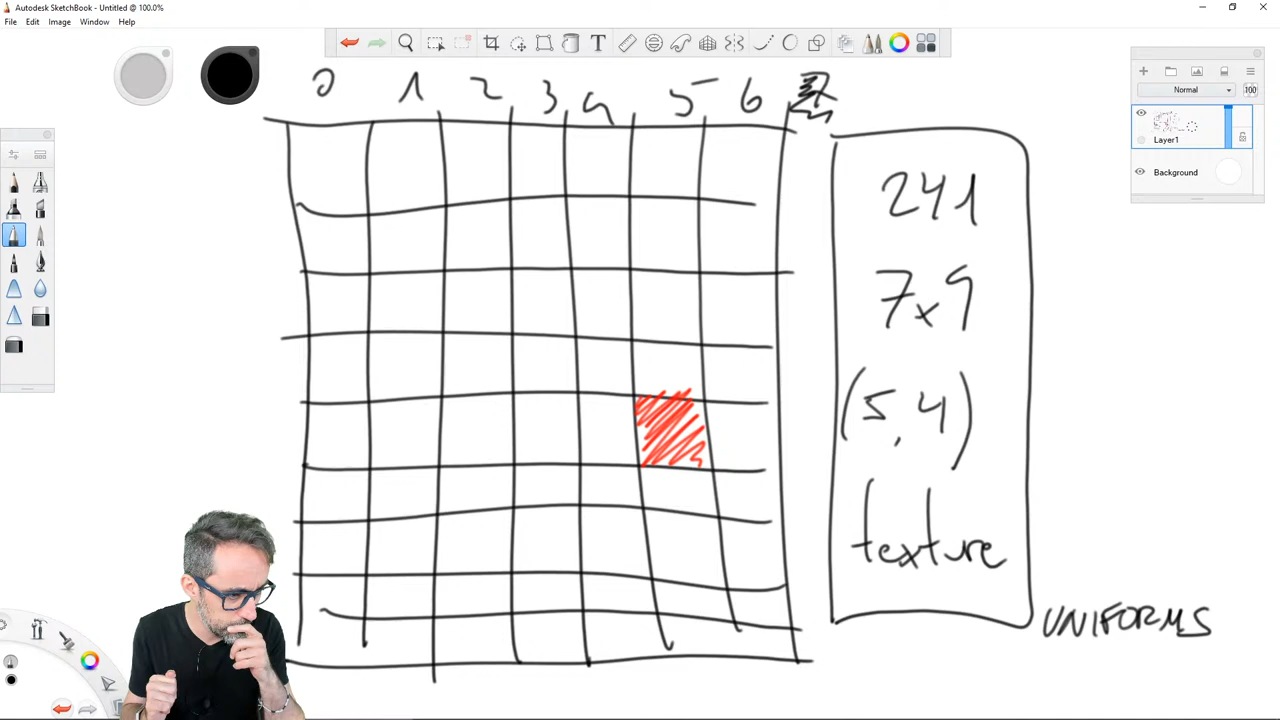 Autodesk SketchBook - Untitled @ 100.0%
File Edit Image Window Help
Normal 100
Layer1
Background
0 1 2 3 4 5 6
241
7x9
(5,4)
texture
UNIFORMS